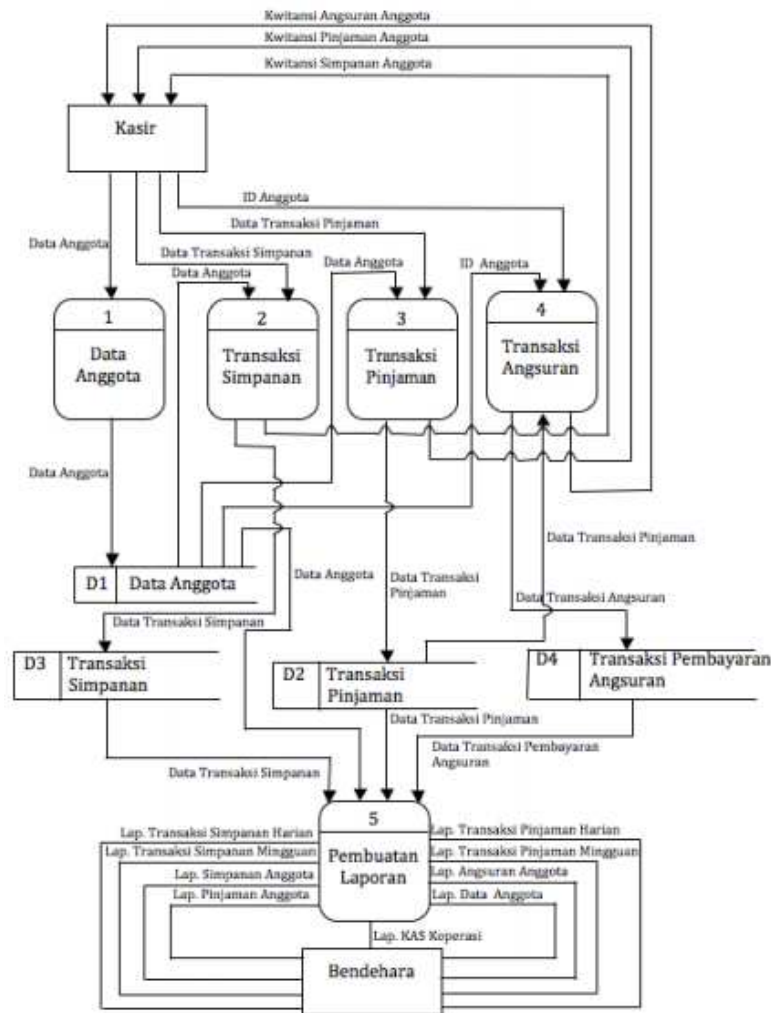 Kwitansi Angsuran Anggota
Kwitansi Pinjaman Anggota
Kwitansi Simpanan Anggota
Kasir
ID Anggota
Data Transaksi Pinjaman
Data Anggota
Data Transaksi Simpanan
Data Anggota
Data Anggota
ID Anggota
1
Data
Anggota
2
Transaksi
Simpanan
3
Transaksi
Pinjaman
4
Transaksi
Angsuran
Data Anggota
Data Transaksi Pinjaman
D1
Data Anggota
Data Anggota
Data Transaksi
Pinjaman
Data Transaksi Angsuran
Data Transaksi Simpanan
D3
Transaksi
Simpanan
D2
Transaksi
Pinjaman
D4
Transaksi Pembayaran
Angsuran
Data Transaksi Pinjaman
Data Transaksi Pembayaran
Angsuran
Data Transaksi Simpanan
5
Pembuatan
Laporan
Lap. Transaksi Simpanan Harian
Lap. Transaksi Simpanan Mingguan
Lap. Simpanan Anggota
Lap. Pinjaman Anggota
Lap. Transaksi Pinjaman Harian
Lap. Transaksi Pinjaman Mingguan
Lap. Angsuran Anggota
Lap. Data Anggota
Lap. KAS Koperasi
Bendehara